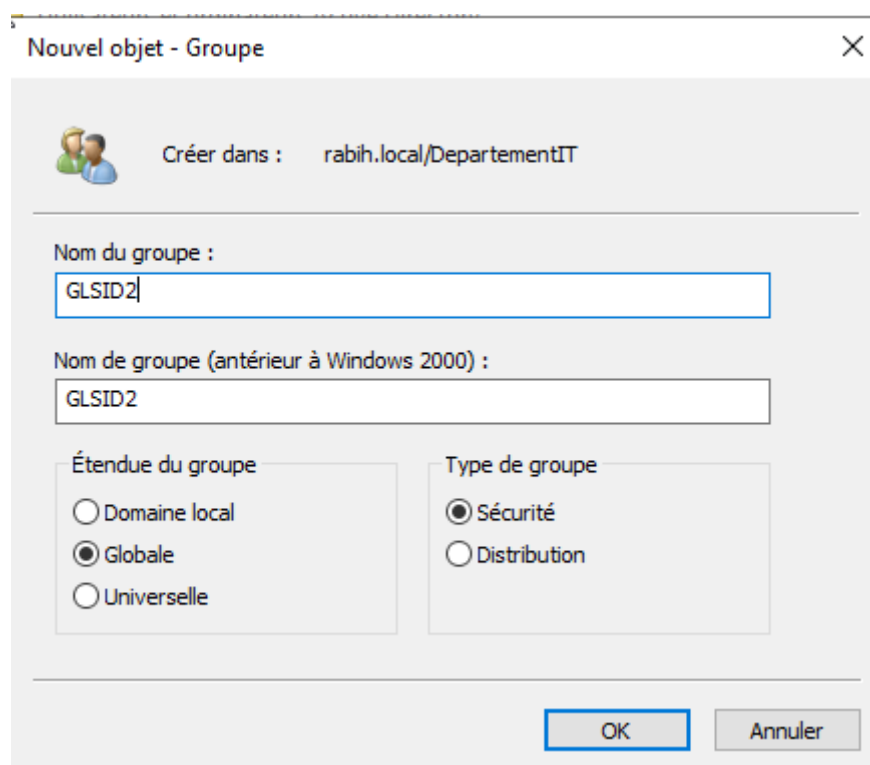 Nouvel objet - Groupe
Créer dans : rabih.local/DepartementIT
Nom du groupe :
GLSID2
Nom de groupe (antérieur à Windows 2000) :
GLSID2
Étendue du groupe
Domaine local
Globale
Universelle
Type de groupe
Sécurité
Distribution
OK
Annuler